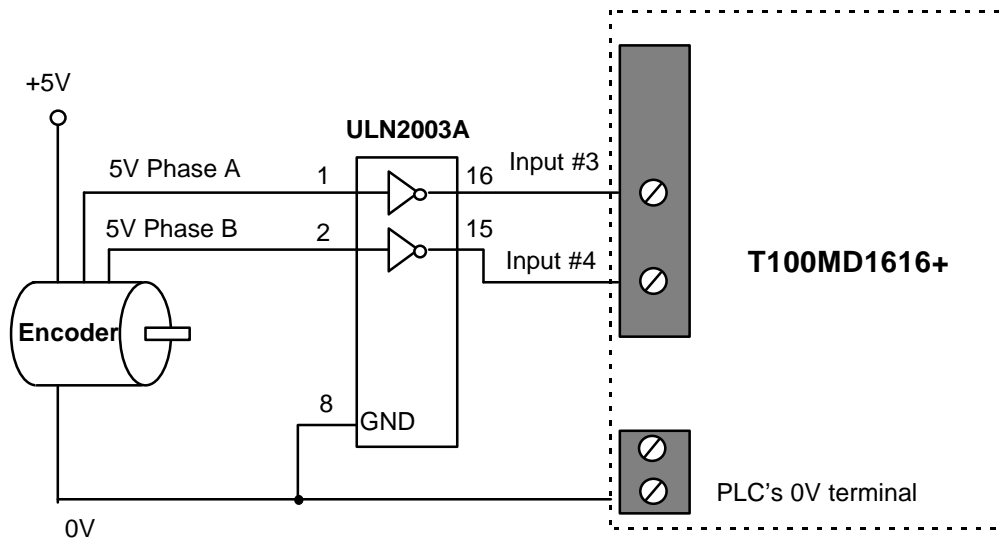 +5V
ULN2003A
5V Phase A
1
16
Input #3
5V Phase B
2
15
Input #4
T100MD1616+
Encoder
8
GND
PLC's 0V terminal
0V